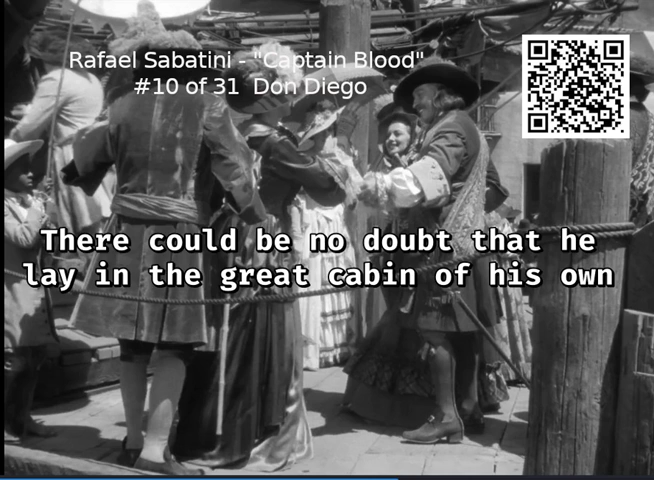 Rafael Sabatini - "Captain Blood"
#10 of 31  Don Diego
There could be no doubt that he
lay in the great cabin of his own